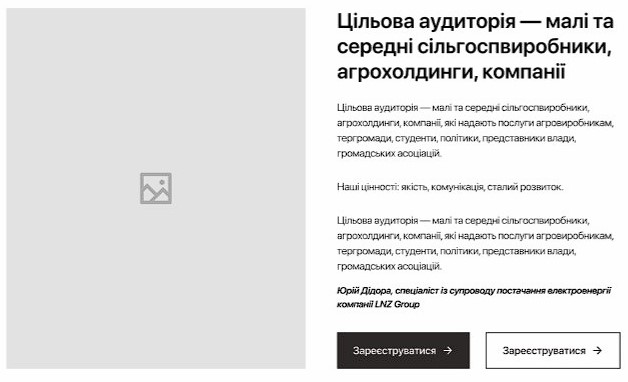 Цільова аудиторія — малі та
середні сільгоспвиробники,
агрохолдинги, компанії
Цільова аудиторія — малі та середні сільгоспвиробники,
агрохолдинги, компанії, які надають послуги агровиробникам,
тергромади, студенти, політики, представники влади,
громадських асоціацій.
Наші цінності: якість, комунікація, сталий розвиток.
Цільова аудиторія — малі та середні сільгоспвиробники,
агрохолдинги, компанії, які надають послуги агровиробникам,
тергромади, студенти, політики, представники влади,
громадських асоціацій.
Юрій Дідора, спеціаліст із супроводу постачання електроенергії
компанії LNZ Group
Зареєструватися →
Зареєструватися →